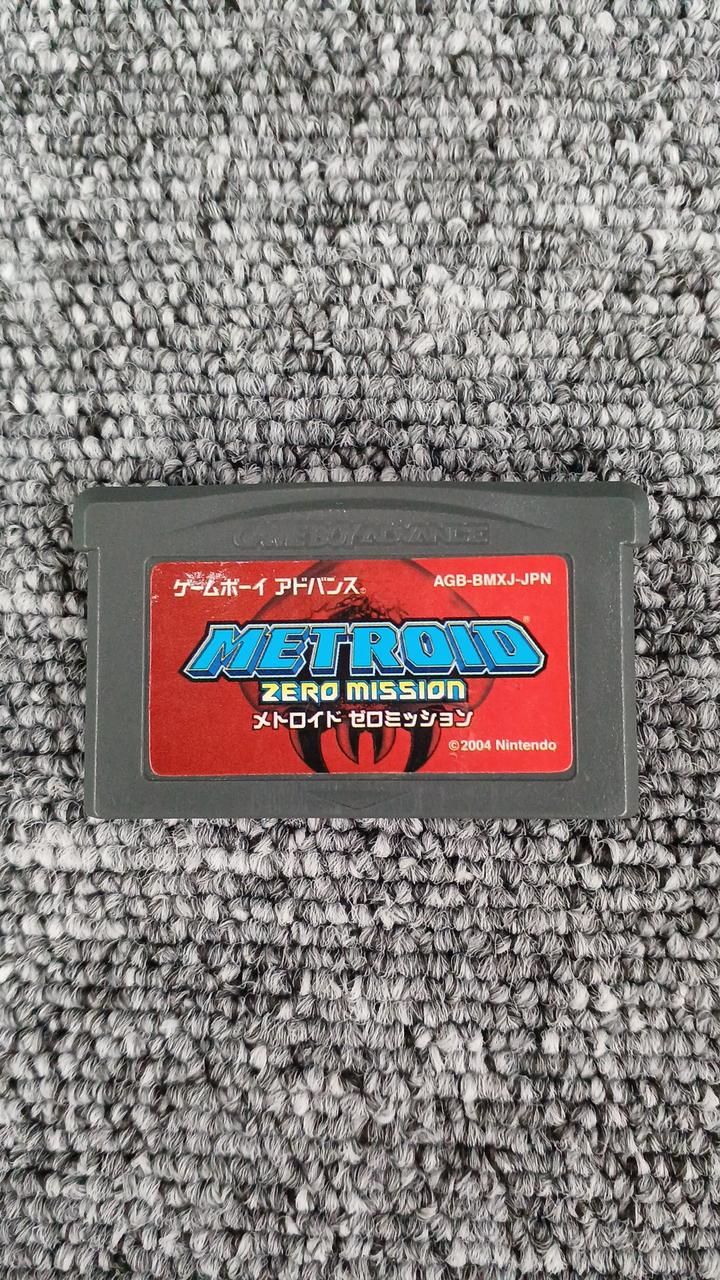 GAME BOY ADVANCE
ゲームボーイ アドバンス®
AGB-BMXJ-JPN
METROID®
ZERO MISSION
メトロイド ゼロミッション
©2004 Nintendo